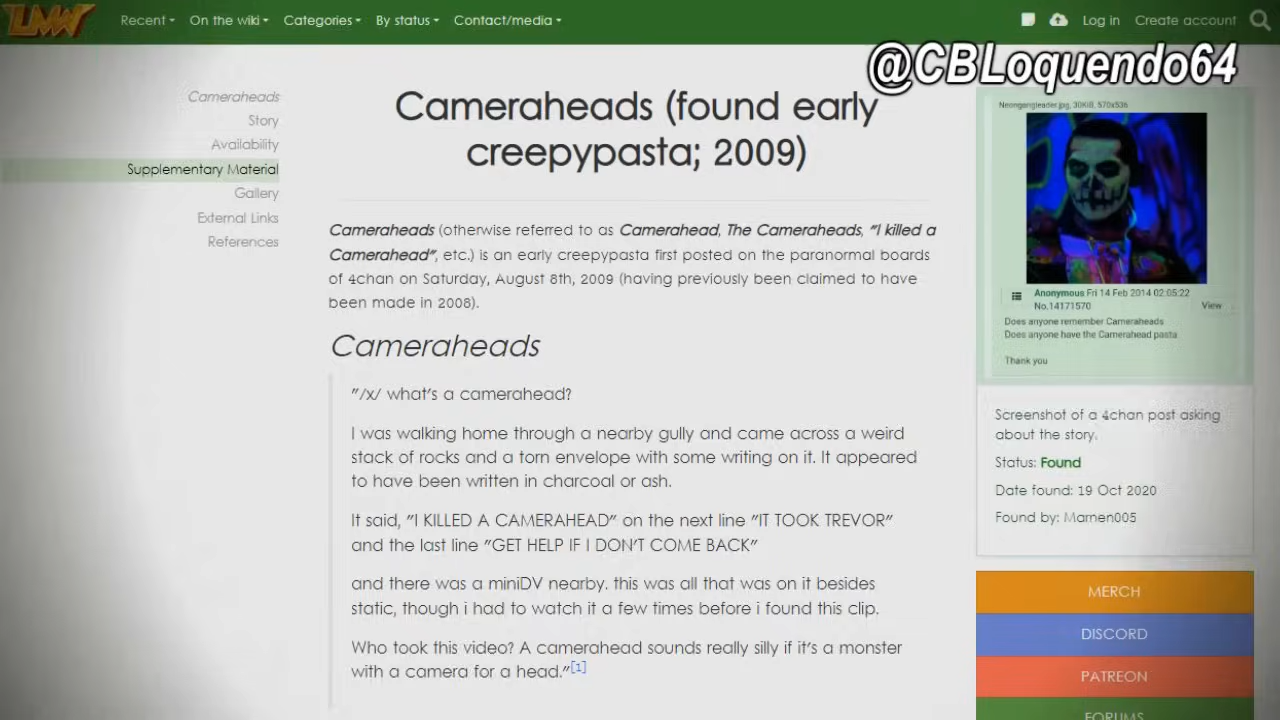 LMW
Recent
On the wiki
Categories
By status
Contact/media
Log in
Create account
@CBLoquendo64
Cameraheads
Story
Availability
Supplementary Material
Gallery
External Links
References
Cameraheads (found early
creepypasta; 2009)
Cameraheads (otherwise referred to as Camerahead, The Cameraheads, "I killed a
Camerahead", etc.) is an early creepypasta first posted on the paranormal boards
of 4chan on Saturday, August 8th, 2009 (having previously been claimed to have
been made in 2008).
Cameraheads
"/x/ what's a camerahead?
I was walking home through a nearby gully and came across a weird
stack of rocks and a torn envelope with some writing on it. It appeared
to have been written in charcoal or ash.
It said, "I KILLED A CAMERAHEAD" on the next line "IT TOOK TREVOR"
and the last line "GET HELP IF I DON'T COME BACK"
and there was a miniDV nearby. this was all that was on it besides
static, though i had to watch it a few times before i found this clip.
Who took this video? A camerahead sounds really silly if it's a monster
with a camera for a head."[1]
Neongangleader.jpg, 30KiB, 570x536
Anonymous Fri 14 Feb 2014 02:05:22
No.14171570
View
Does anyone remember Cameraheads
Does anyone have the Camerahead pasta
Thank you
Screenshot of a 4chan post asking
about the story.
Status: Found
Date found: 19 Oct 2020
Found by: Marnen005
MERCH
DISCORD
PATREON
FORUMS